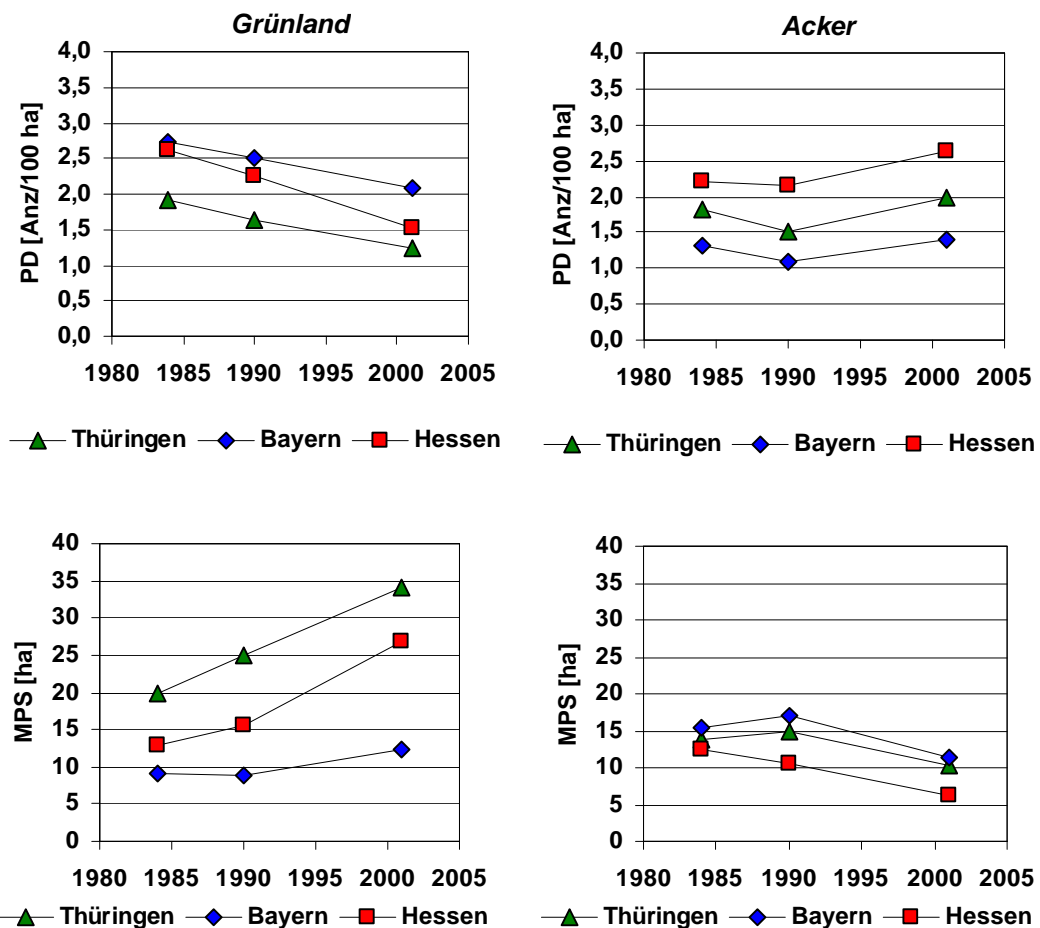 Grünland
4,0
3,5
3,0
2,5
2,0
1,5
1,0
0,5
0,0
PD [Anz/100 ha]
1980 1985 1990 1995 2000 2005
Thüringen Bayern Hessen
Acker
4,0
3,5
3,0
2,5
2,0
1,5
1,0
0,5
0,0
PD [Anz/100 ha]
1980 1985 1990 1995 2000 2005
Thüringen Bayern Hessen
40
35
30
25
20
15
10
5
0
MPS [ha]
1980 1985 1990 1995 2000 2005
Thüringen Bayern Hessen
40
35
30
25
20
15
10
5
0
MPS [ha]
1980 1985 1990 1995 2000 2005
Thüringen Bayern Hessen